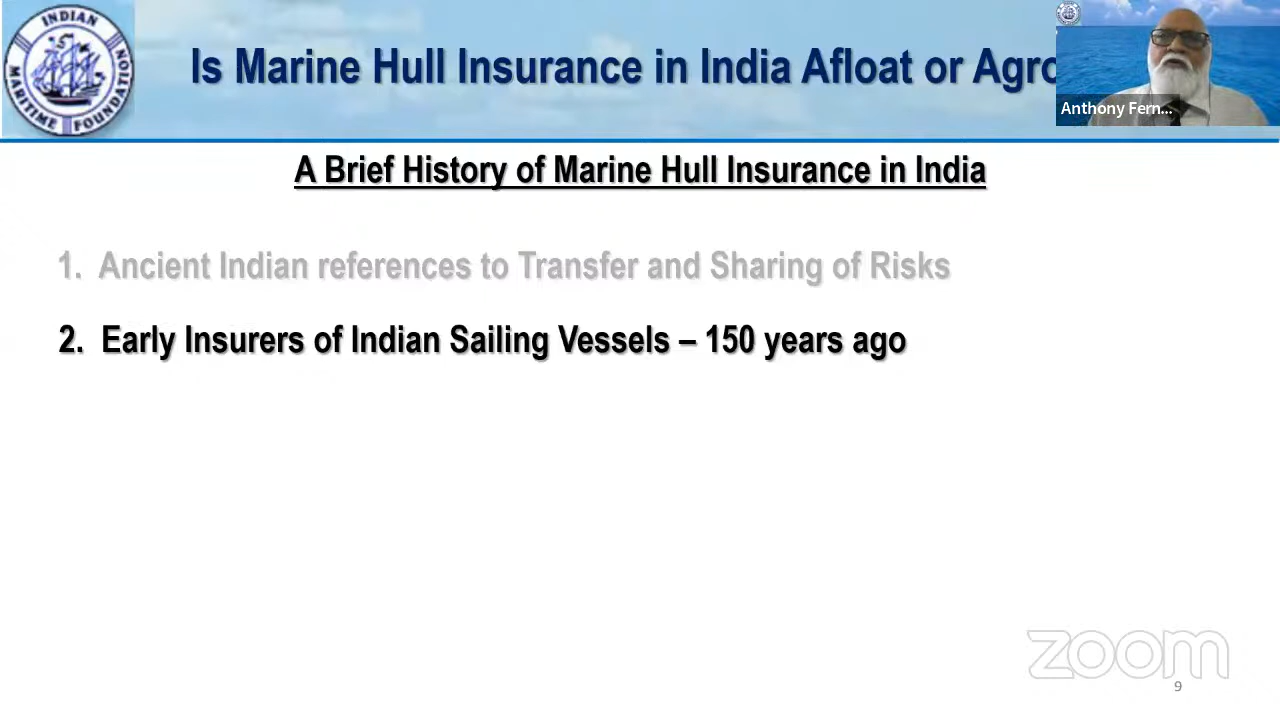 INDIAN MARITIME FOUNDATION
Is Marine Hull Insurance in India Afloat or Agro
Anthony Fern...
A Brief History of Marine Hull Insurance in India
1. Ancient Indian references to Transfer and Sharing of Risks
2. Early Insurers of Indian Sailing Vessels – 150 years ago
zoom
9